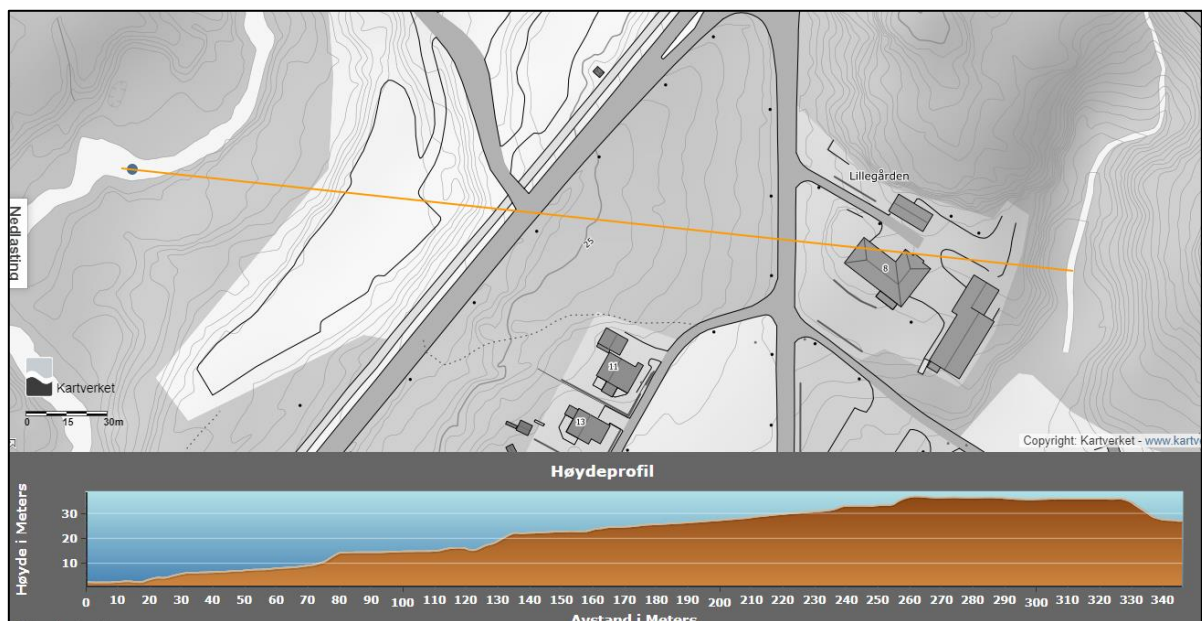 Lillegården
Nedlasting
25
8
11
13
Kartverket
0 15 30m
Copyright: Kartverket - www.kartv
Høydeprofil
Høyde i Meters
30
20
10
0 10 20 30 40 50 60 70 80 90 100 110 120 130 140 150 160 170 180 190 200 210 220 230 240 250 260 270 280 290 300 310 320 330 340
Avstand i Meters